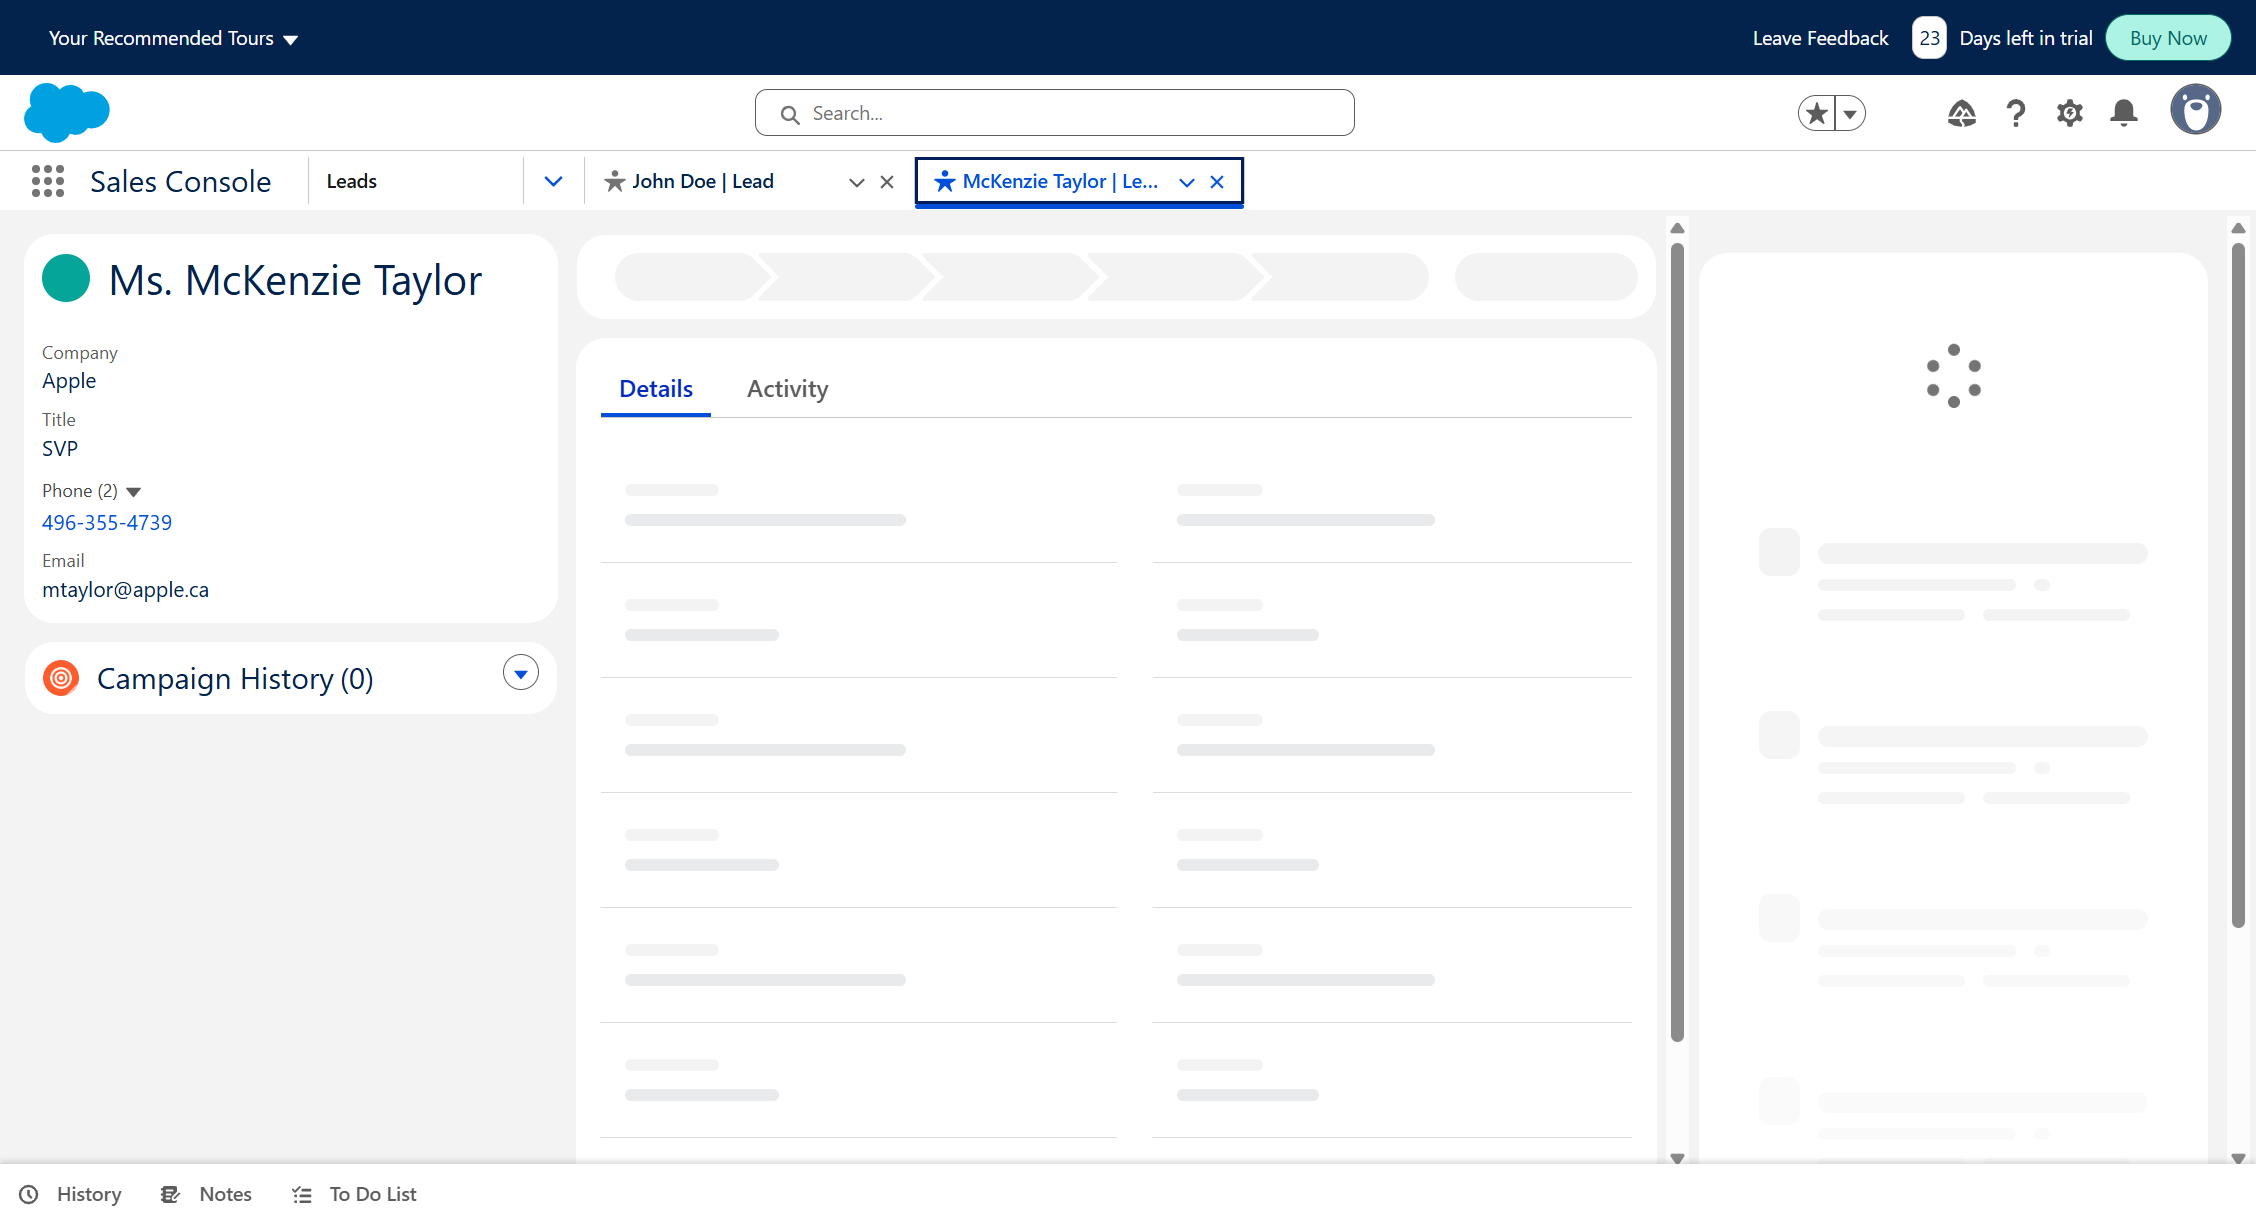 Your Recommended Tours
Leave Feedback
23 Days left in trial
Buy Now
Search...
Sales Console
Leads
John Doe | Lead
McKenzie Taylor | Le...
Ms. McKenzie Taylor
Company
Apple
Title
SVP
Phone (2)
496-355-4739
Email
mtaylor@apple.ca
Campaign History (0)
Details
Activity
History
Notes
To Do List